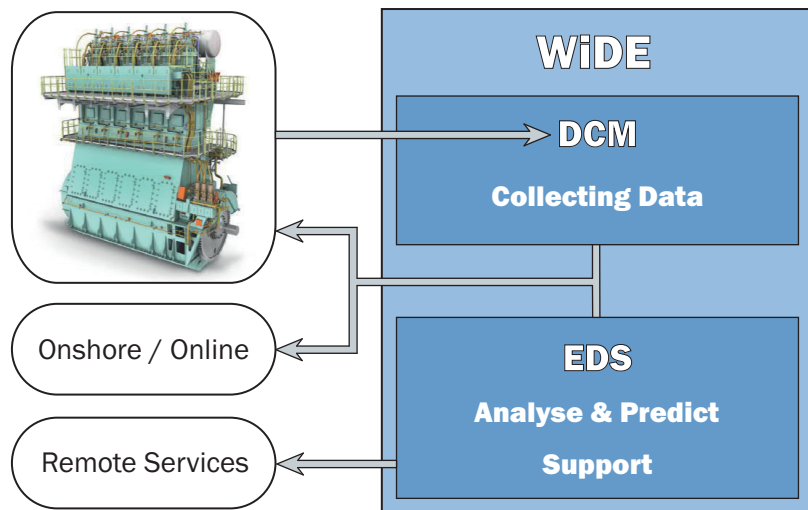 WiDE
DCM
Collecting Data
Onshore / Online
EDS
Analyse & Predict
Support
Remote Services